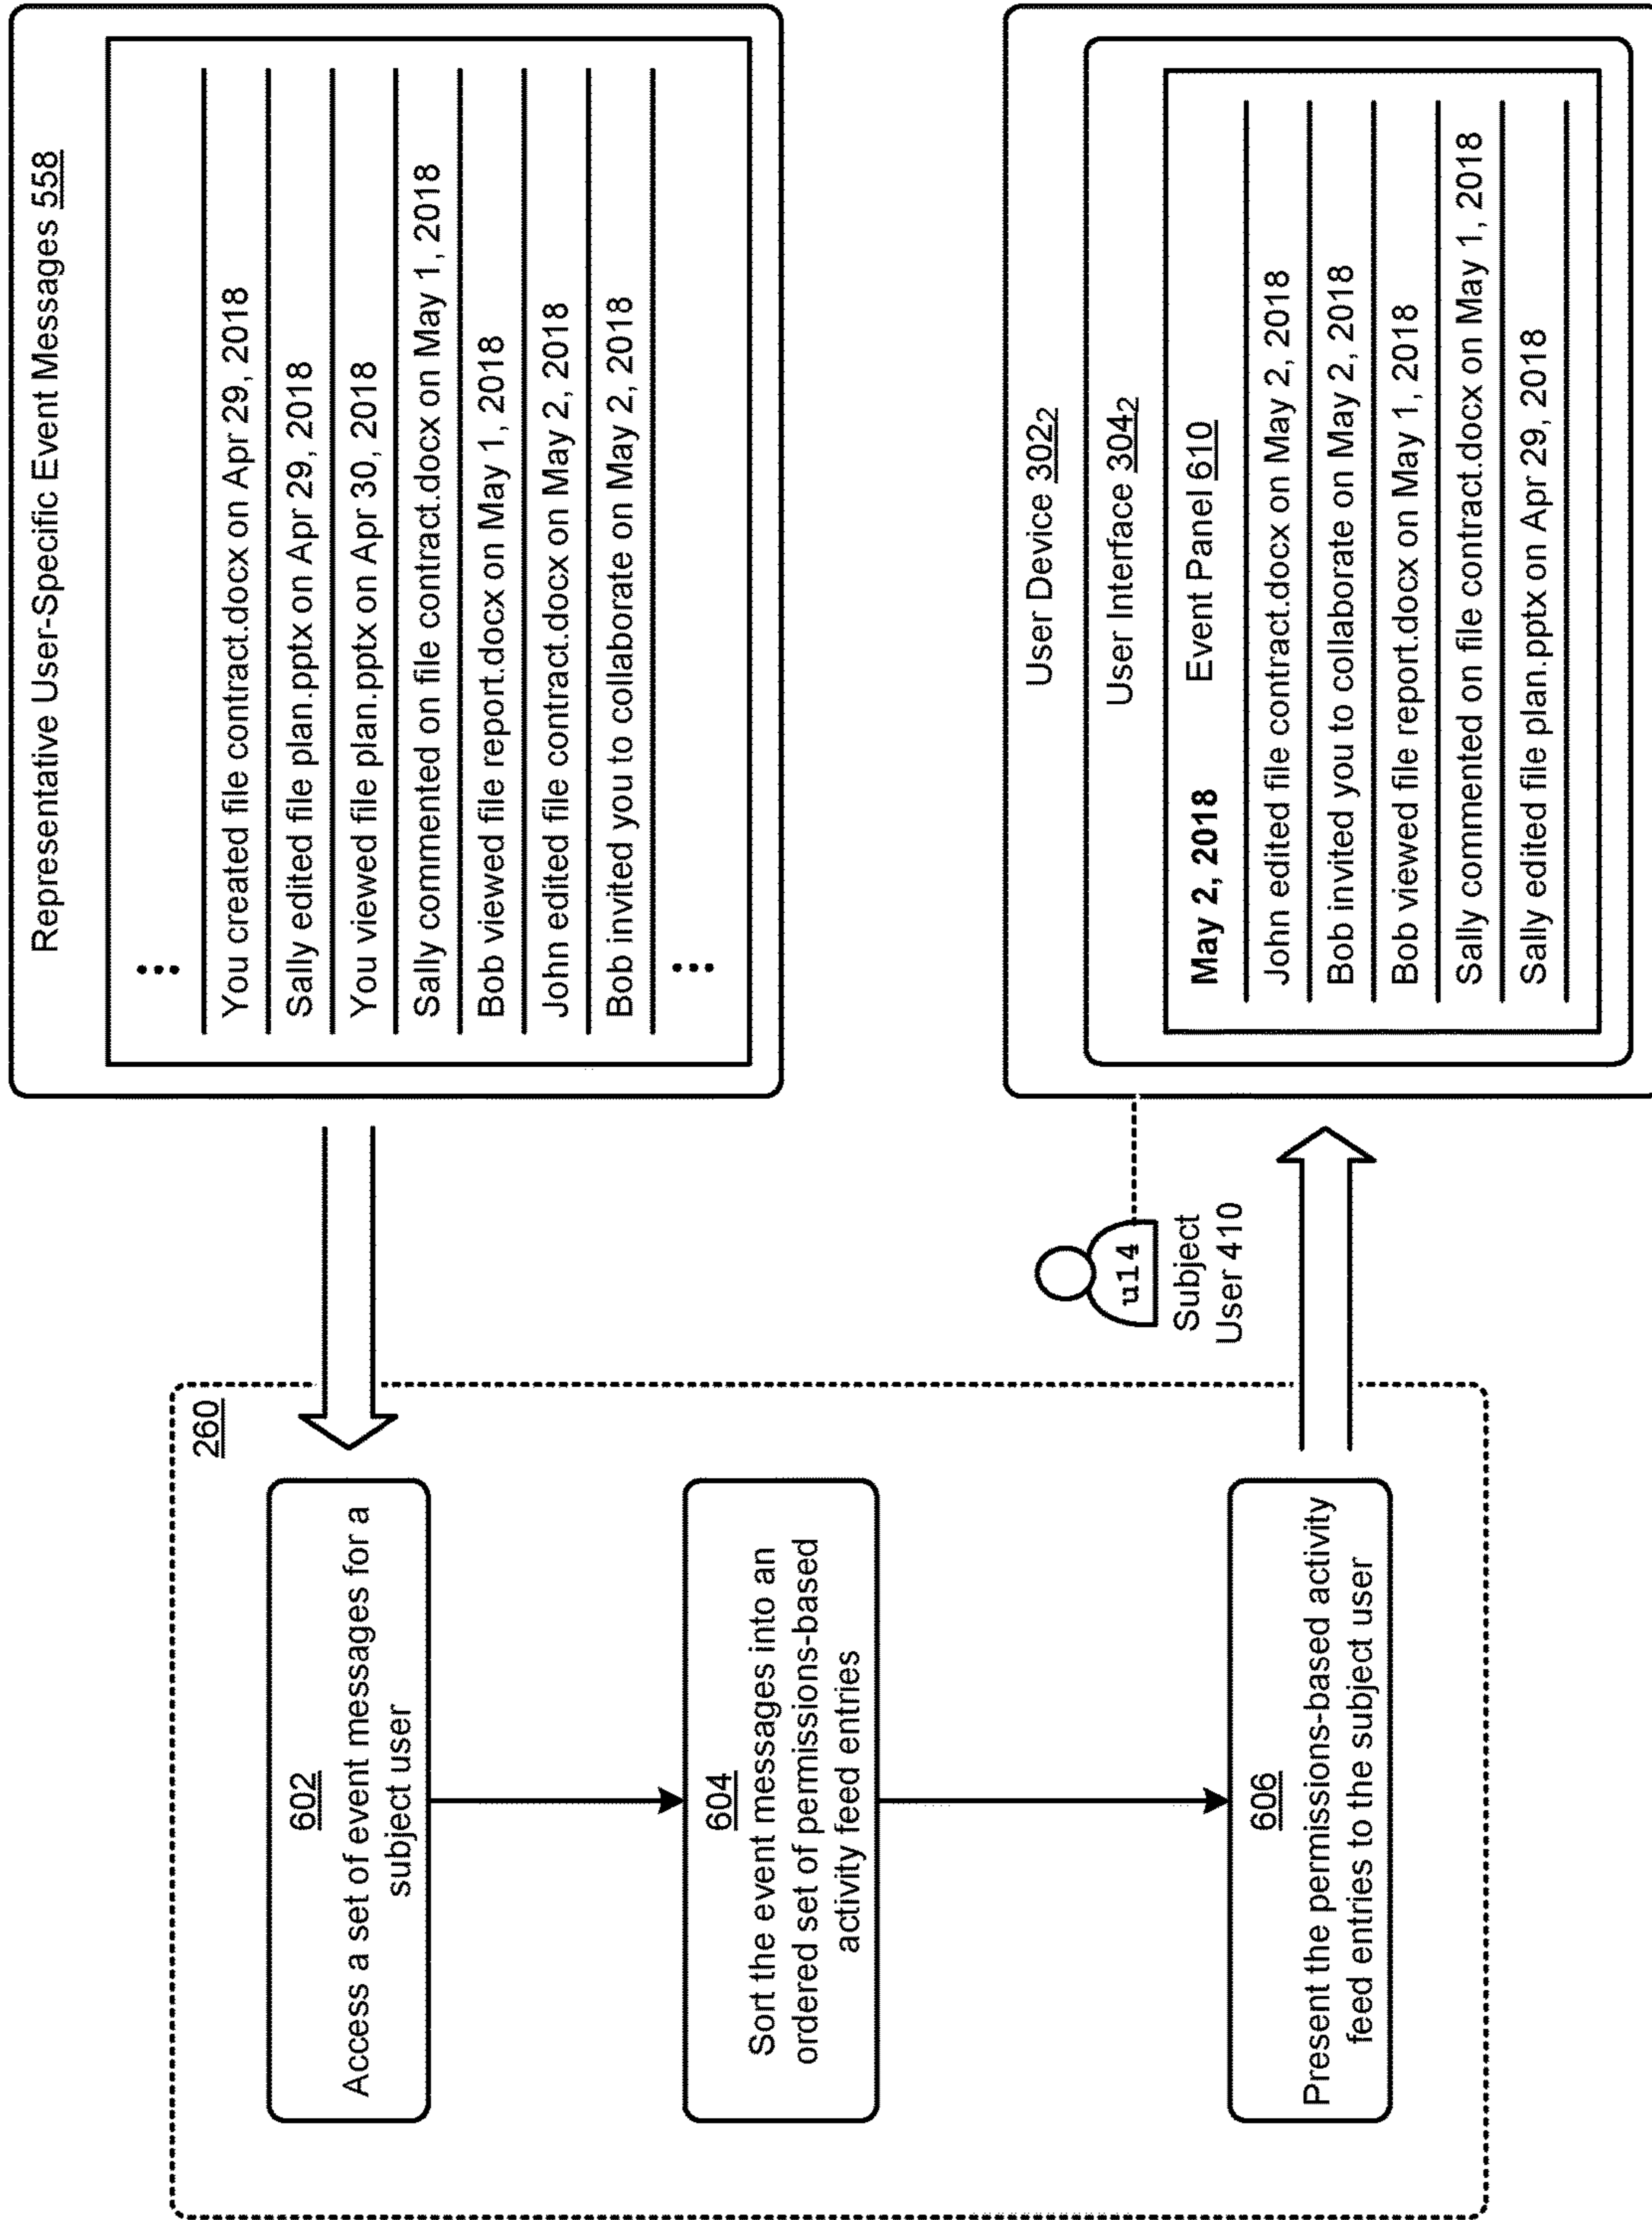 260
602
Access a set of event messages for a
subject user
604
Sort the event messages into an
ordered set of permissions-based
activity feed entries
606
Present the permissions-based activity
feed entries to the subject user
Representative User-Specific Event Messages 558
⋮
You created file contract.docx on Apr 29, 2018
Sally edited file plan.pptx on Apr 29, 2018
You viewed file plan.pptx on Apr 30, 2018
Sally commented on file contract.docx on May 1, 2018
Bob viewed file report.docx on May 1, 2018
John edited file contract.docx on May 2, 2018
Bob invited you to collaborate on May 2, 2018
⋮
u14
Subject
User 410
User Device 302₂
User Interface 304₂
May 2, 2018 Event Panel 610
John edited file contract.docx on May 2, 2018
Bob invited you to collaborate on May 2, 2018
Bob viewed file report.docx on May 1, 2018
Sally commented on file contract.docx on May 1, 2018
Sally edited file plan.pptx on Apr 29, 2018